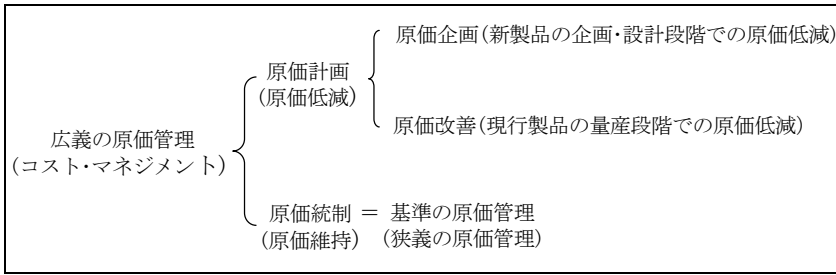 原価企画(新製品の企画・設計段階での原価低減)
原価計画
(原価低減)
原価改善(現行製品の量産段階での原価低減)
広義の原価管理
(コスト・マネジメント)
原価統制 = 基準の原価管理
(原価維持) (狭義の原価管理)